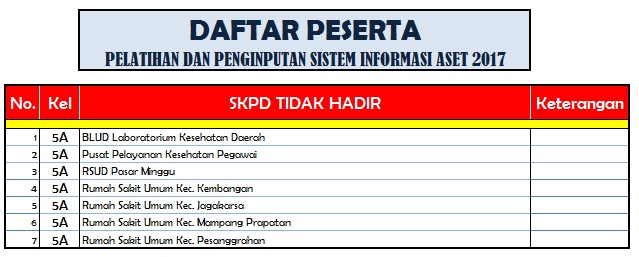 DAFTAR PESERTA
PELATIHAN DAN PENGINPUTAN SISTEM INFORMASI ASET 2017
No. Kel SKPD TIDAK HADIR Keterangan
1 5A BLUD Laboratorium Kesehatan Daerah
2 5A Pusat Pelayanan Kesehatan Pegawai
3 5A RSUD Pasar Minggu
4 5A Rumah Sakit Umum Kec. Kembangan
5 5A Rumah Sakit Umum Kec. Jagakarsa
6 5A Rumah Sakit Umum Kec. Mampang Prapatan
7 5A Rumah Sakit Umum Kec. Pesanggrahan